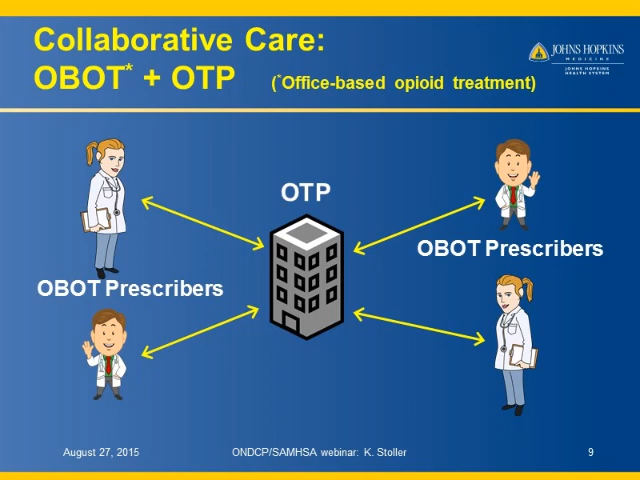 Collaborative Care:
OBOT* + OTP (*Office-based opioid treatment)
JOHNS HOPKINS
MEDICINE
JOHNS HOPKINS
HEALTH SYSTEM
OTP
OBOT Prescribers
OBOT Prescribers
August 27, 2015 ONDCP/SAMHSA webinar: K. Stoller 9